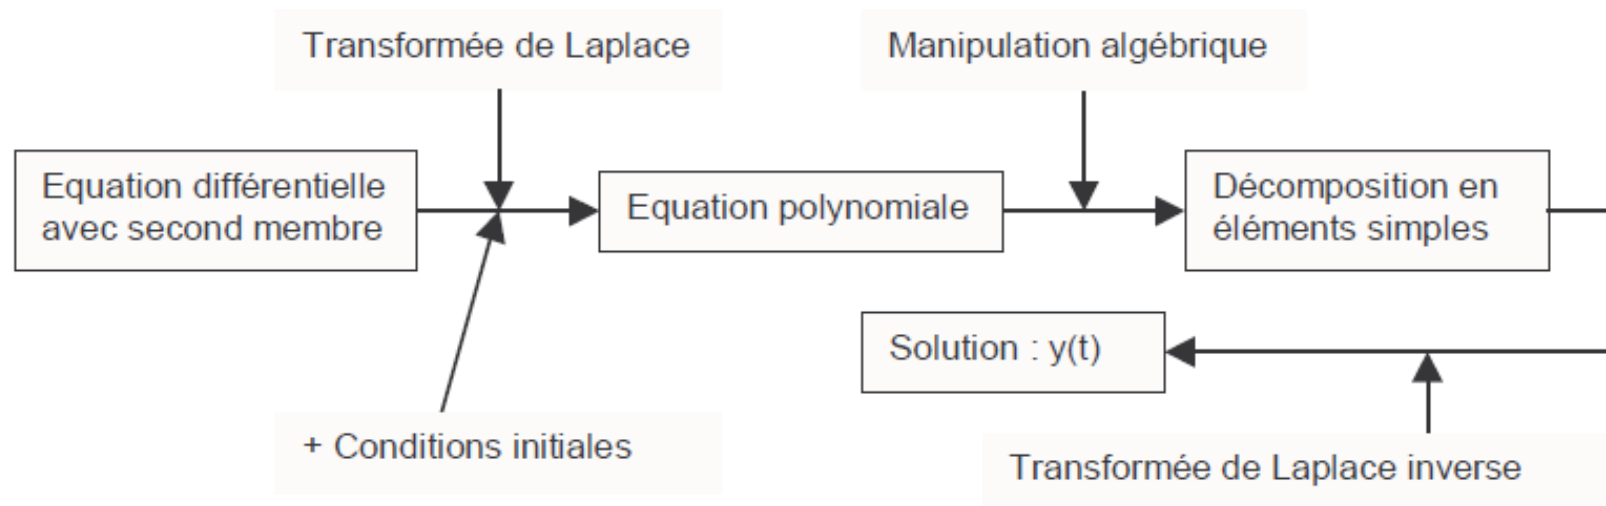 Transformée de Laplace
Manipulation algébrique
Equation différentielle
avec second membre
Equation polynomiale
Décomposition en
éléments simples
Solution : y(t)
+ Conditions initiales
Transformée de Laplace inverse